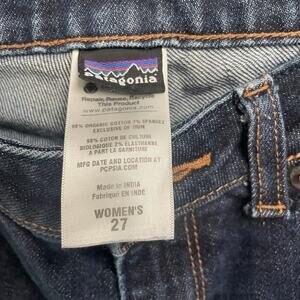 patagonia
Repair, Reuse, Recycle
This Product
www.patagonia.com
98% ORGANIC COTTON 2% SPANDEX
EXCLUSIVE OF TRIM
98% COTON DE CULTURE
BIOLOGIQUE 2% ELASTHANNE
A PART LA GARNITURE
MFG DATE AND LOCATION AT
PCPSIA.COM
Made in INDIA
Fabriqué EN INDE
WOMEN'S
27